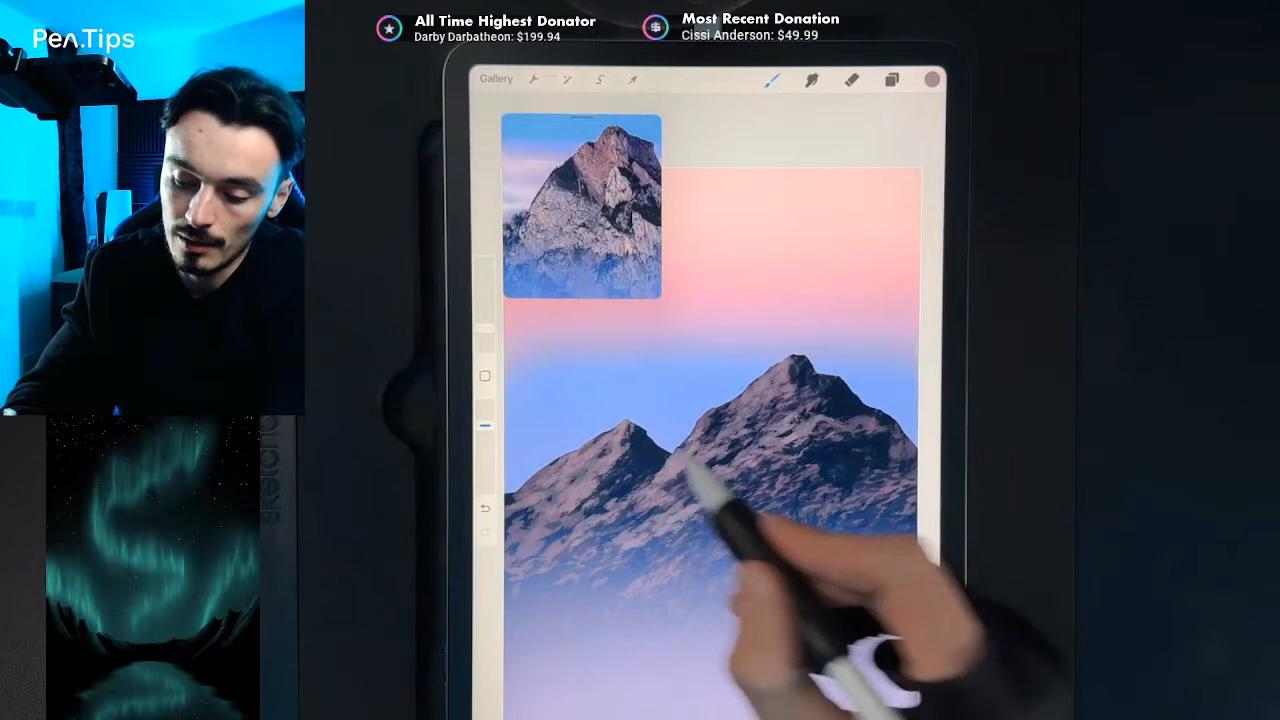 Pen.Tips
All Time Highest Donator
Darby Darbatheon: $199.94
Most Recent Donation
Cissi Anderson: $49.99
Gallery